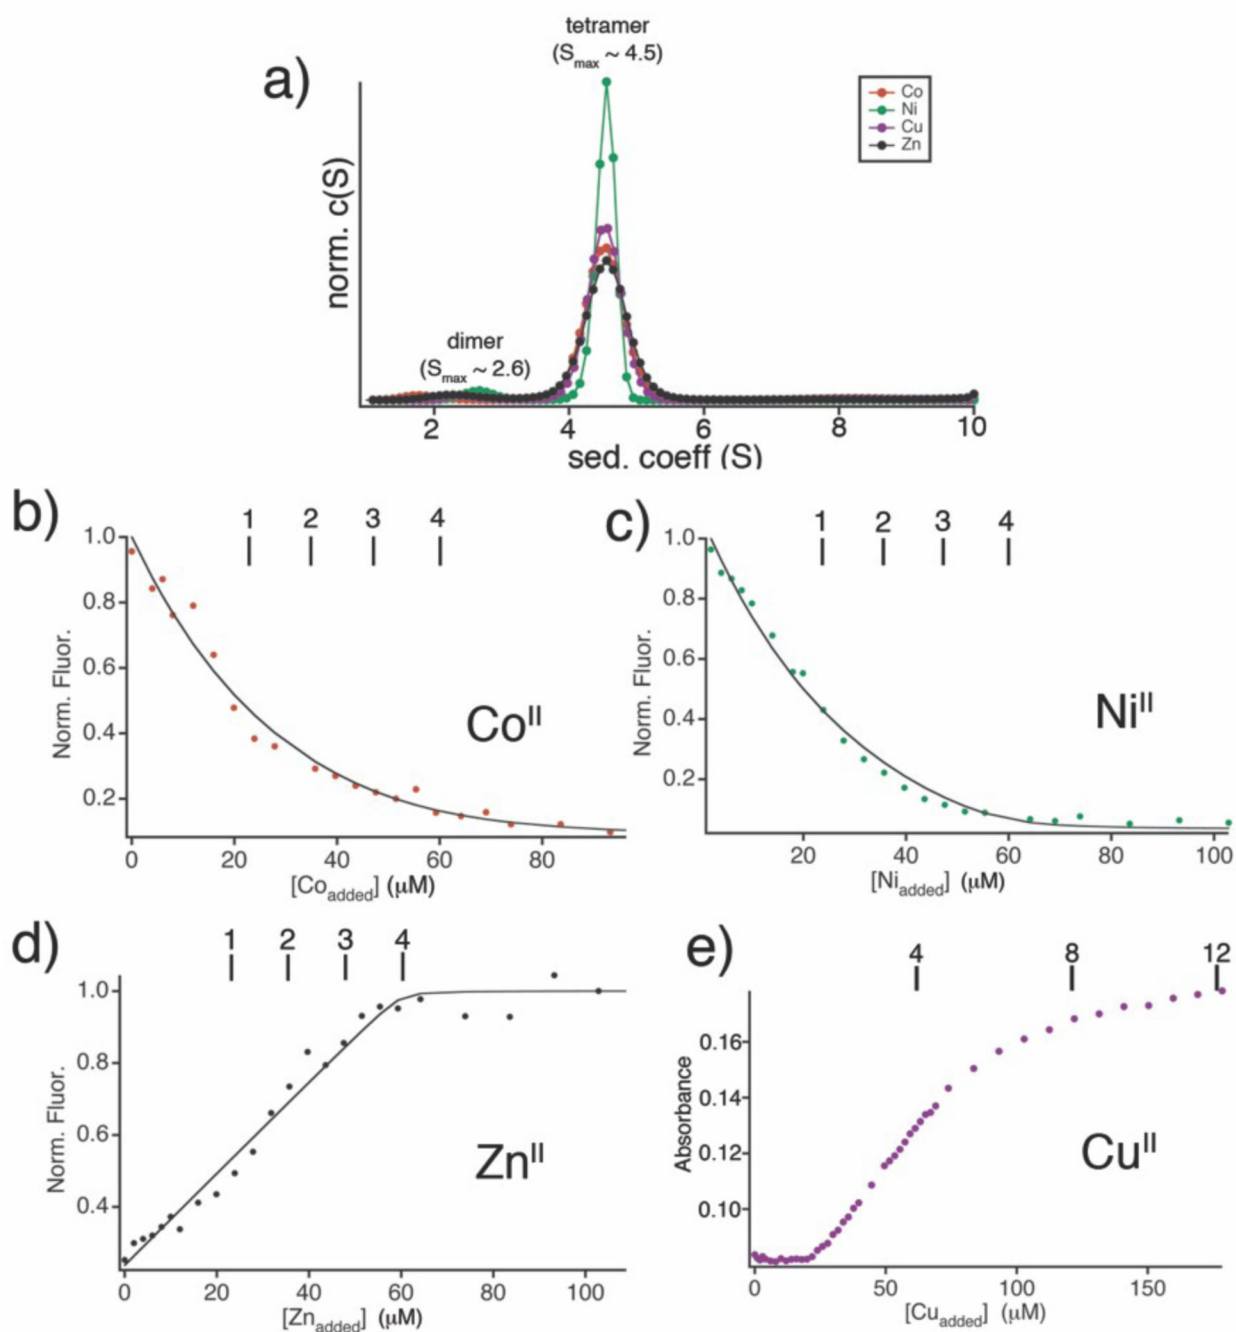 tetramer
(Smax ~ 4.5)
a)
Co
Ni
Cu
Zn
norm. c(S)
dimer
(Smax ~ 2.6)
2 4 6 8 10
sed. coeff (S)
b)
1 2 3 4
1.0
0.8
0.6
0.4
0.2
Norm. Fluor.
CoII
0 20 40 60 80
[Coadded] (μM)
c)
1 2 3 4
1.0
0.8
0.6
0.4
0.2
Norm. Fluor.
NiII
20 40 60 80 100
[Niadded] (μM)
d)
1 2 3 4
1.0
0.8
0.6
0.4
Norm. Fluor.
ZnII
0 20 40 60 80 100
[Znadded] (μM)
e)
4 8 12
0.16
0.14
0.12
0.10
Absorbance
CuII
0 50 100 150
[Cuadded] (μM)